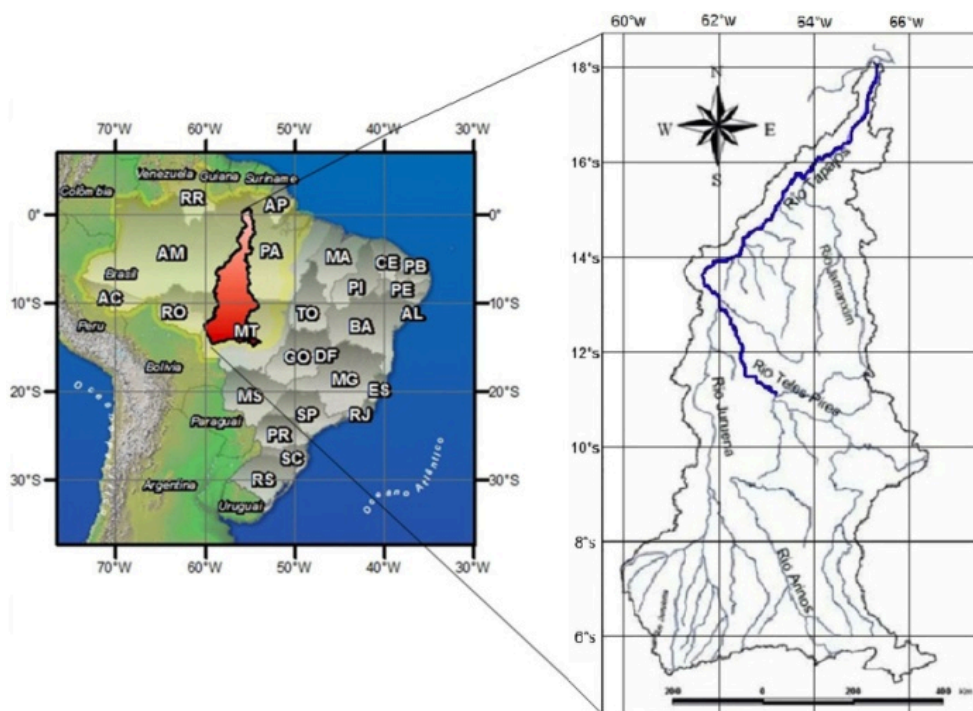 70°W 60°W 50°W 40°W 30°W
Venezuela Guiana Suriname
Colômbia
RR AP
0° 0°
AM PA MA CE PB
Brasil PI PE
AC RO TO AL
10°S MT BA 10°S
Peru
GO DF
Bolívia
MG ES
20°S MS 20°S
Paraguai SP RJ
PR
SC
Argentina RS
30°S Uruguai 30°S
Oceano Atlântico
70°W 60°W 50°W 40°W 30°W
60°W 62°W 64°W 66°W
18°s
N
W E
S
16°s
Rio Tapajos
14°s
Rio Jamanxim
12°s
Rio Teles Pires
Rio Juruena
10°s
8°s
Rio Arinos
6°s
200 0 200 400 Km